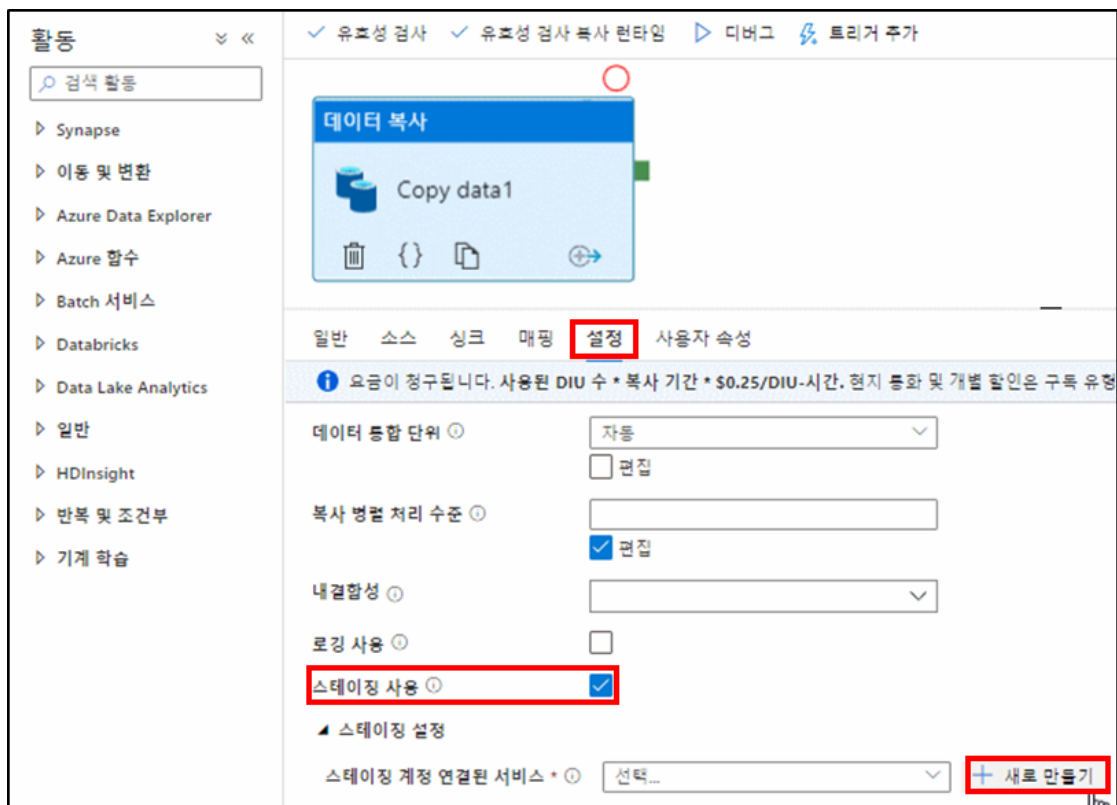 활동
검색 활동
Synapse
이동 및 변환
Azure Data Explorer
Azure 함수
Batch 서비스
Databricks
Data Lake Analytics
일반
HDInsight
반복 및 조건부
기계 학습
유효성 검사 유효성 검사 복사 런타임 디버그 트리거 추가
데이터 복사
Copy data1
일반 소스 싱크 매핑 설정 사용자 속성
요금이 청구됩니다. 사용된 DIU 수 * 복사 기간 * $0.25/DIU-시간. 현지 통화 및 개별 할인은 구독 유형
데이터 통합 단위 자동
편집
복사 병렬 처리 수준
편집
내결함성
로깅 사용
스테이징 사용
스테이징 설정
스테이징 계정 연결된 서비스 * 선택... 새로 만들기